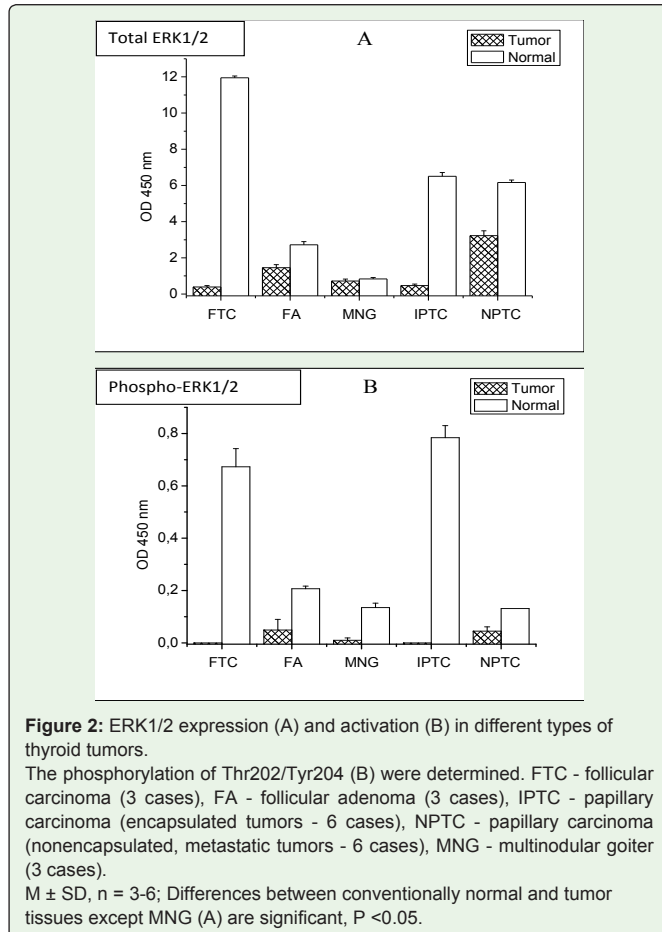 Total ERK1/2
A
Tumor
Normal
OD 450 nm
12
10
8
6
4
2
0
FTC FA MNG IPTC NPTC
Phospho-ERK1/2
B
Tumor
Normal
OD 450 nm
0,8
0,6
0,4
0,2
0,0
FTC FA MNG IPTC NPTC
Figure 2: ERK1/2 expression (A) and activation (B) in different types of
thyroid tumors.
The phosphorylation of Thr202/Tyr204 (B) were determined. FTC - follicular
carcinoma (3 cases), FA - follicular adenoma (3 cases), IPTC - papillary
carcinoma (encapsulated tumors - 6 cases), NPTC - papillary carcinoma
(nonencapsulated, metastatic tumors - 6 cases), MNG - multinodular goiter
(3 cases).
M ± SD, n = 3-6; Differences between conventionally normal and tumor
tissues except MNG (A) are significant, P <0.05.